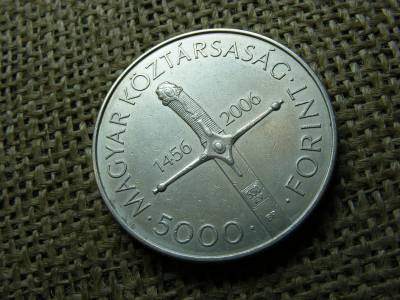 MAGYAR KÖZTÁRSASÁG
1456 2006
5000
FORINT